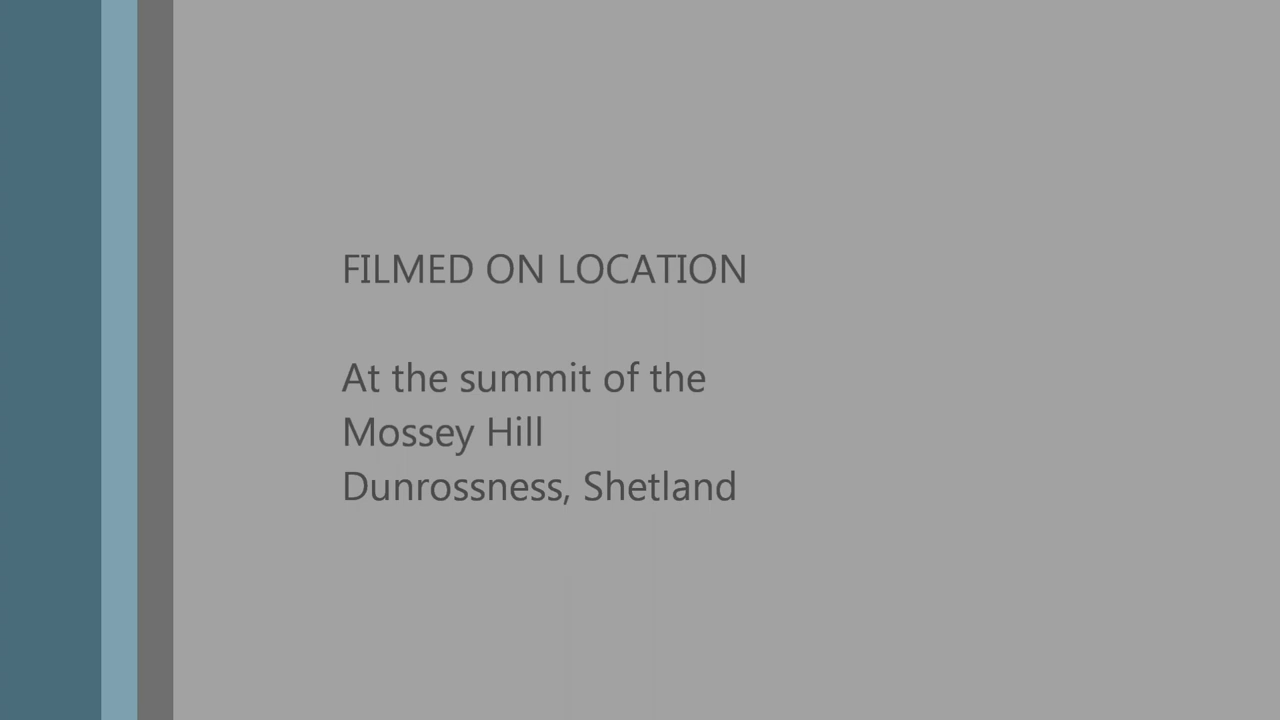 FILMED ON LOCATION
At the summit of the
Mossey Hill
Dunrossness, Shetland